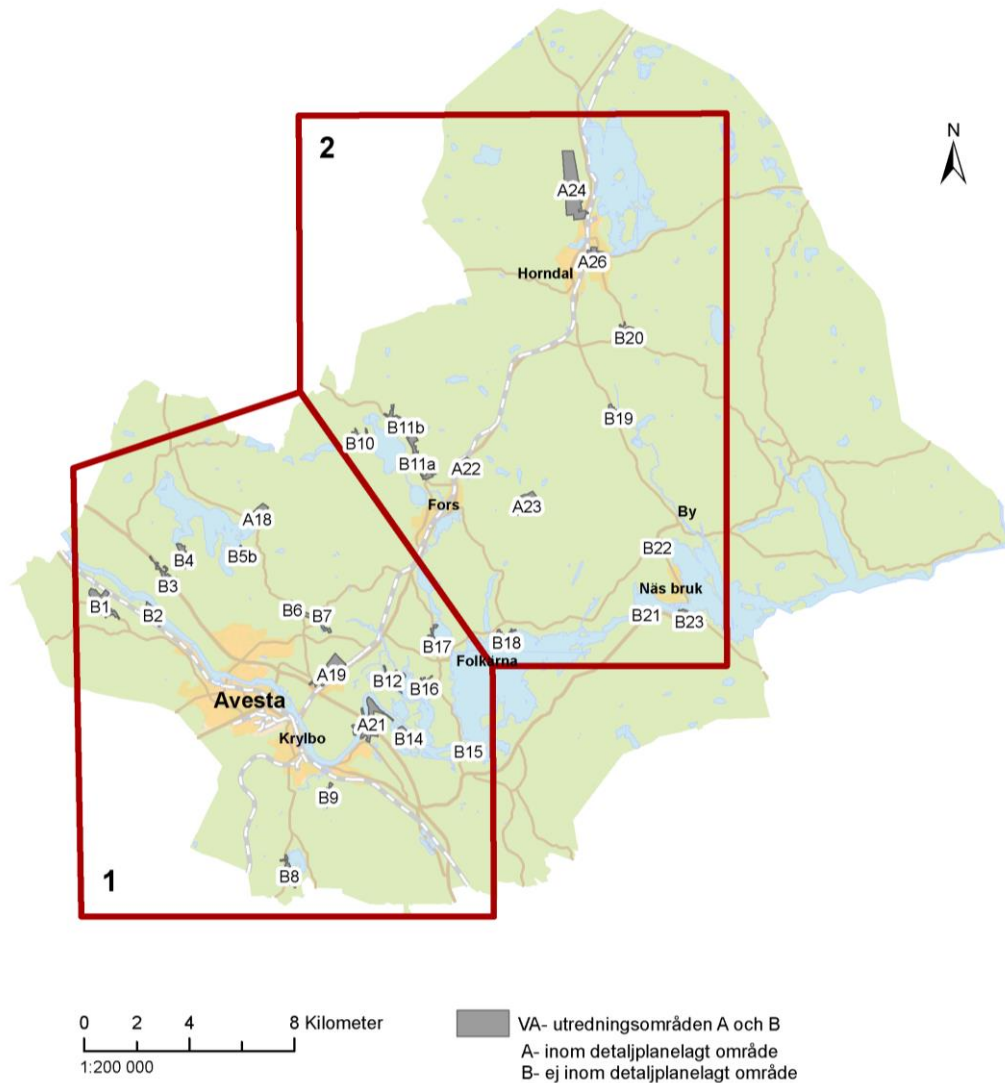 2
N
A24
A26
Horndal
B20
B19
B11b
B10
B11a
A22
Fors
A23
A18
By
B5b
B4
B22
B3
Näs bruk
B1
B2
B6
B7
B21
B23
B17
B18
Folkärna
A19
B12
B16
Avesta
A21
Krylbo
B14
B15
B9
B8
1
0 2 4 8 Kilometer
1:200 000
VA- utredningsområden A och B
A- inom detaljplanelagt område
B- ej inom detaljplanelagt område